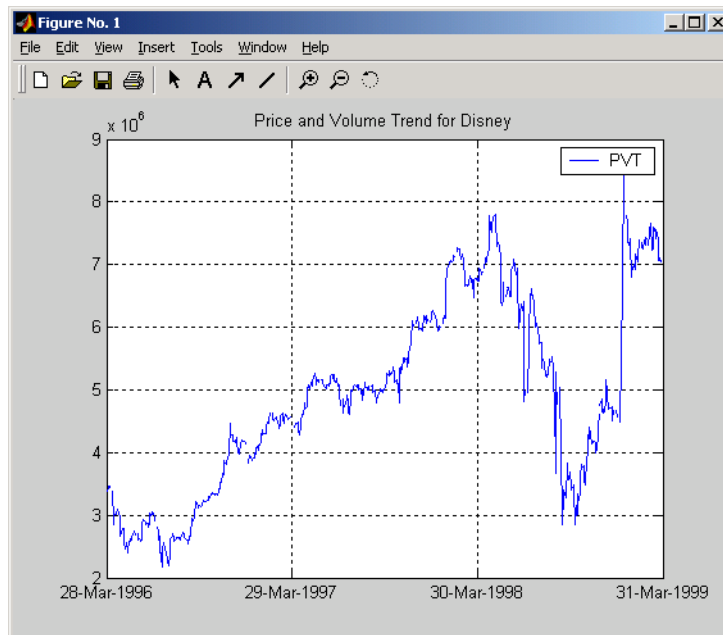 Figure No. 1
File Edit View Insert Tools Window Help
A
x 10^6
Price and Volume Trend for Disney
PVT
9
8
7
6
5
4
3
2
28-Mar-1996 29-Mar-1997 30-Mar-1998 31-Mar-1999